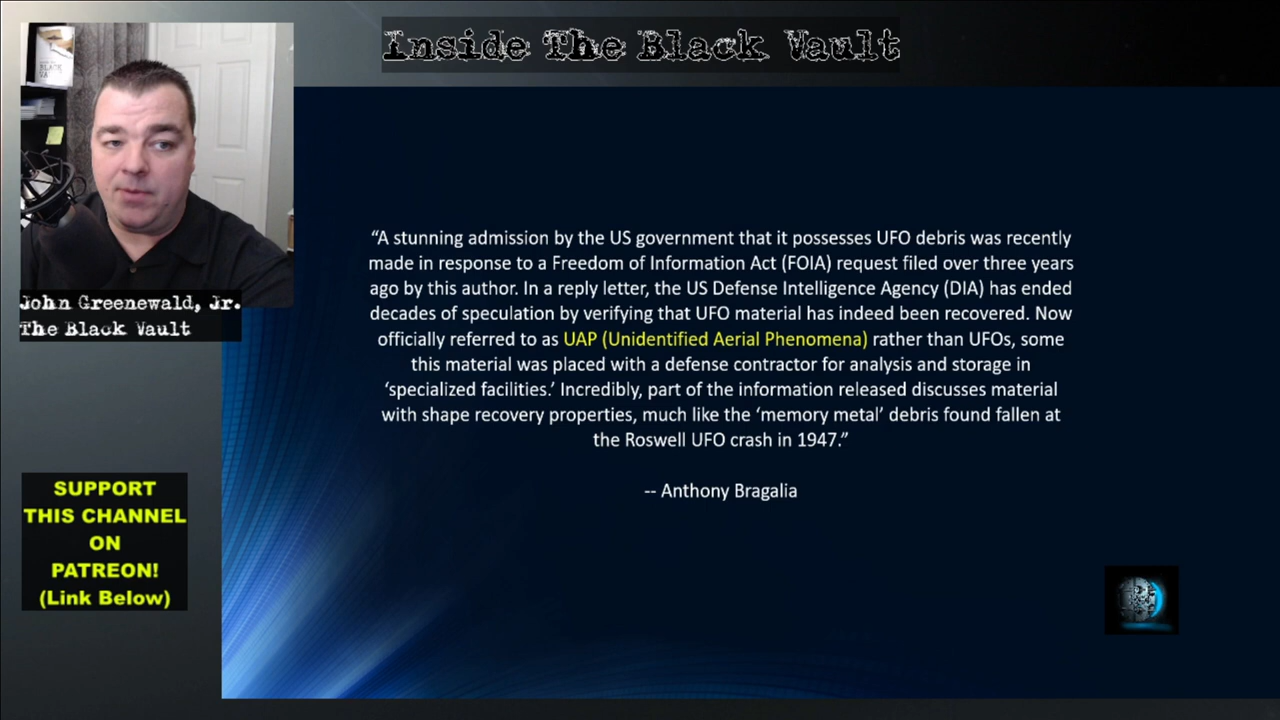 Inside The Black Vault
BLACK
John Greenewald, Jr.
The Black Vault
“A stunning admission by the US government that it possesses UFO debris was recently
made in response to a Freedom of Information Act (FOIA) request filed over three years
ago by this author. In a reply letter, the US Defense Intelligence Agency (DIA) has ended
decades of speculation by verifying that UFO material has indeed been recovered. Now
officially referred to as UAP (Unidentified Aerial Phenomena) rather than UFOs, some
this material was placed with a defense contractor for analysis and storage in
‘specialized facilities.’ Incredibly, part of the information released discusses material
with shape recovery properties, much like the ‘memory metal’ debris found fallen at
the Roswell UFO crash in 1947.”
-- Anthony Bragalia
SUPPORT
THIS CHANNEL
ON
PATREON!
(Link Below)